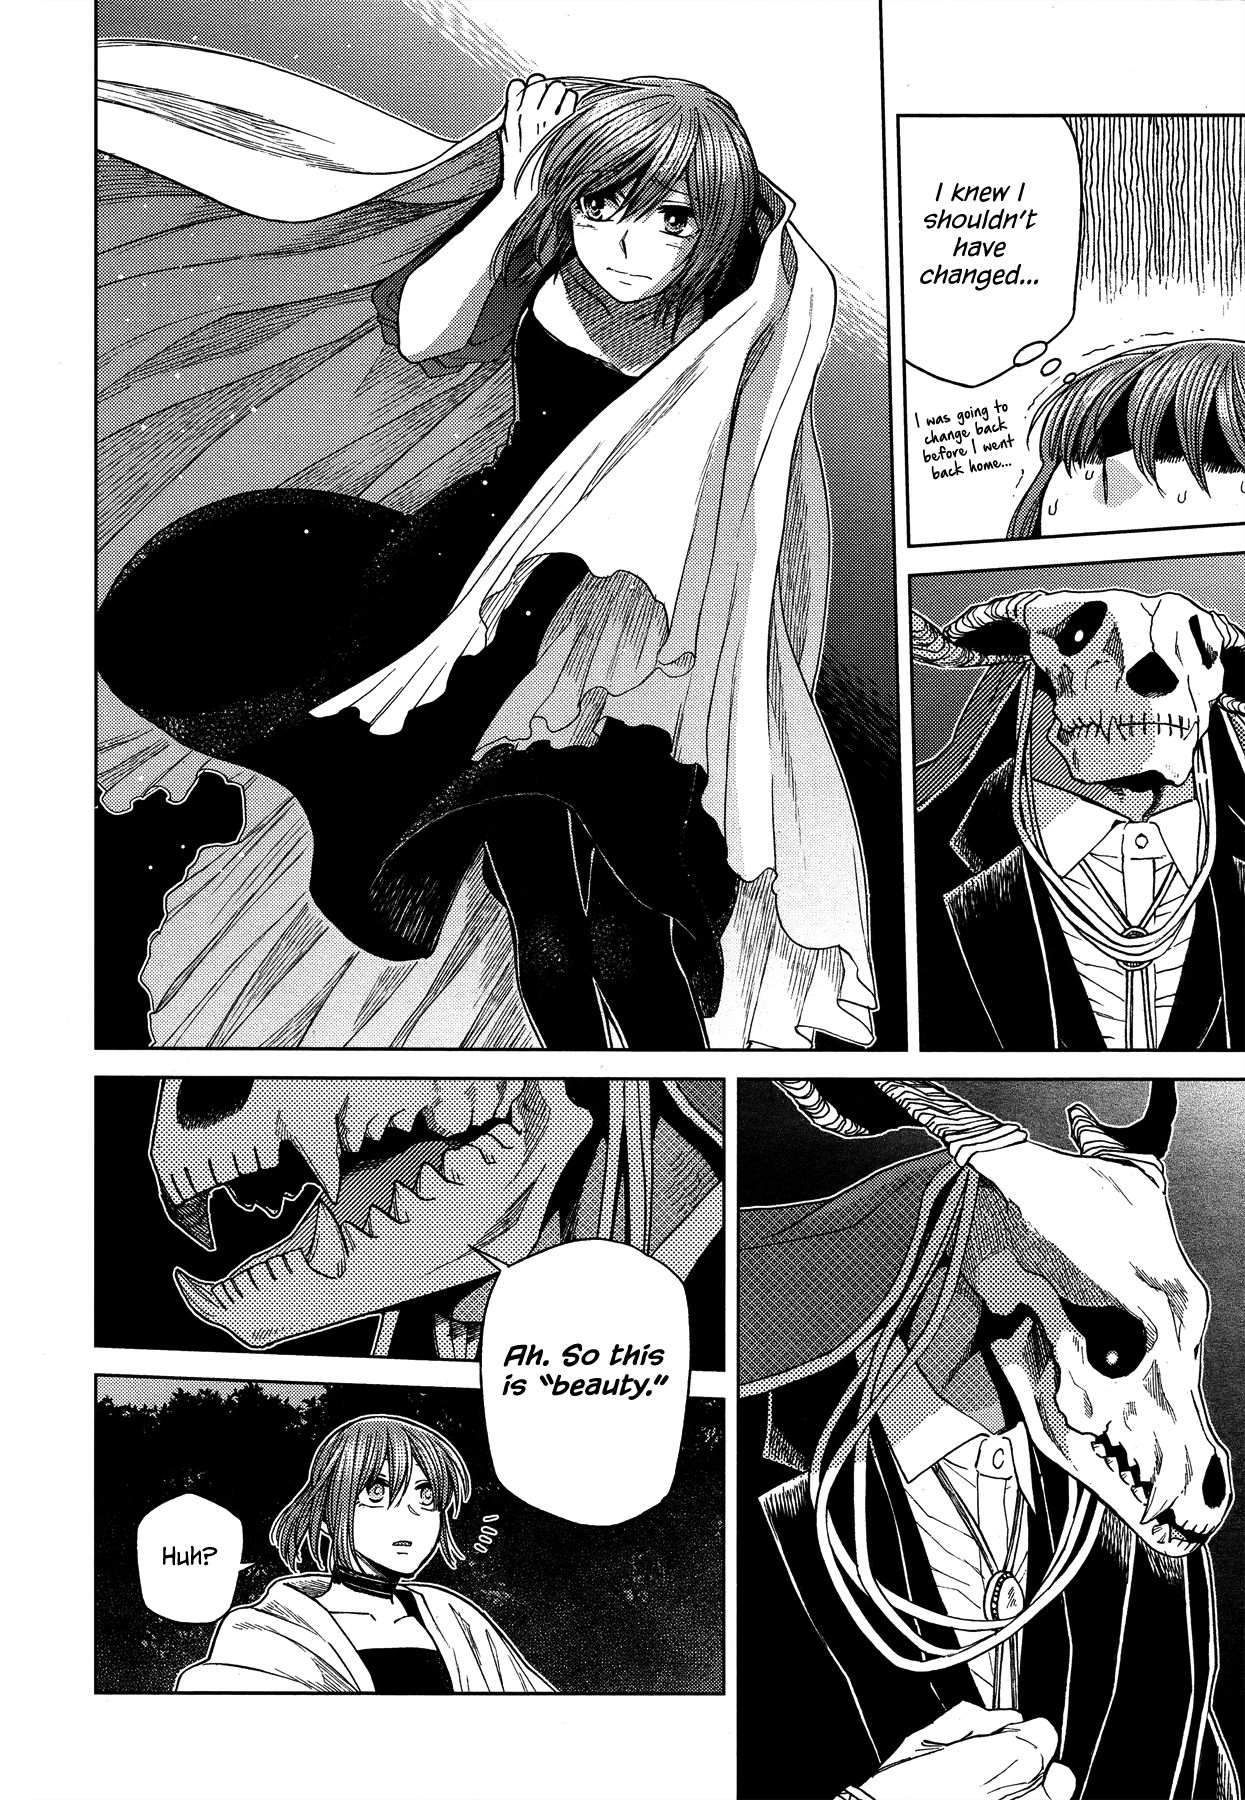 I knew I
shouldn't
have
changed...
I was going to
change back
before I went
back home...
Ah. So this
is "beauty."
Huh?